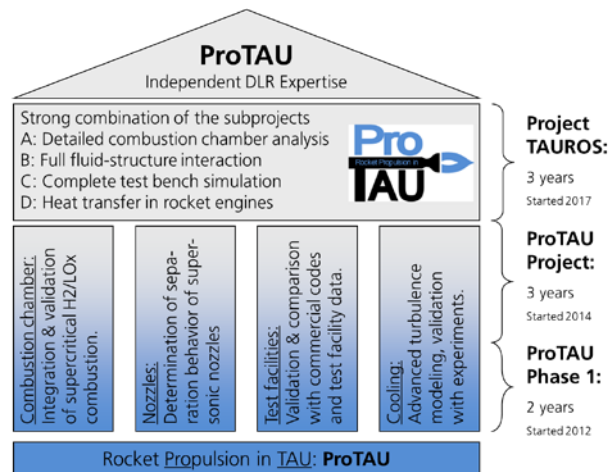 ProTAU
Independent DLR Expertise
Strong combination of the subprojects
A: Detailed combustion chamber analysis
B: Full fluid-structure interaction
C: Complete test bench simulation
D: Heat transfer in rocket engines
Pro
Rocket Propulsion in
TAU
Project
TAUROS:
3 years
Started 2017
Combustion chamber:
Integration & validation
of supercritical H2/LOx
combustion.
Nozzles:
Determination of sepa-
ration behavior of super-
sonic nozzles
Test facilities:
Validation & comparison
with commercial codes
and test facility data.
Cooling:
Advanced turbulence
modeling, validation
with experiments.
ProTAU
Project:
3 years
Started 2014
ProTAU
Phase 1:
2 years
Started 2012
Rocket Propulsion in TAU: ProTAU